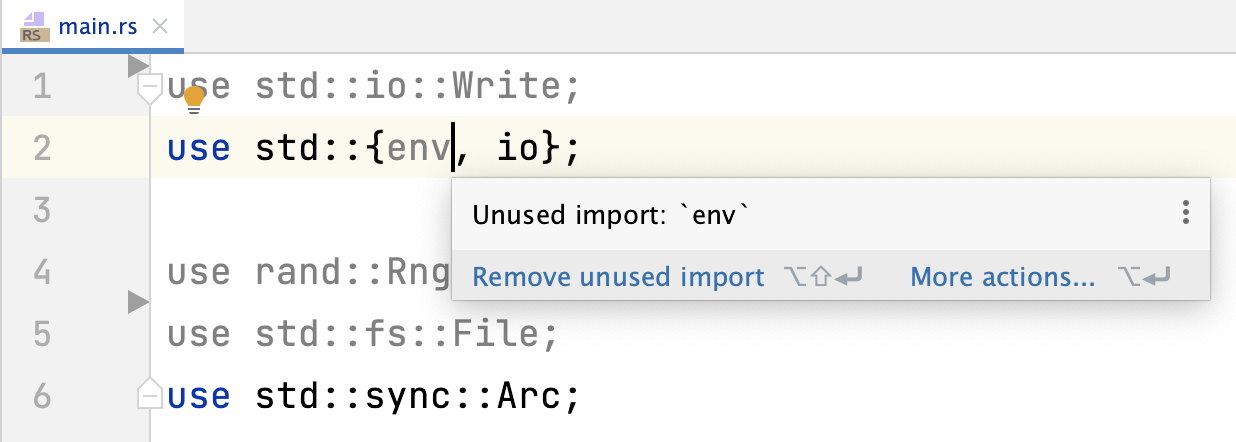 RS main.rs
1 use std::io::Write;
2 use std::{env, io};
3
Unused import: `env`
4 use rand::Rng
Remove unused import ⌥⇧↩ More actions... ⌥↩
5 use std::fs::File;
6 use std::sync::Arc;